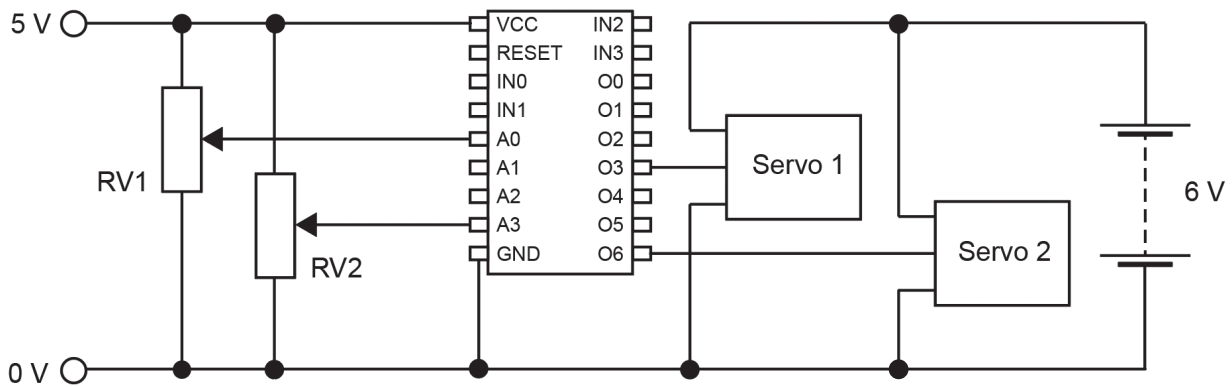 5 V
VCC
IN2
RESET
IN3
IN0
O0
IN1
O1
A0
O2
A1
O3
Servo 1
RV1
A2
O4
6 V
A3
O5
GND
O6
Servo 2
RV2
0 V